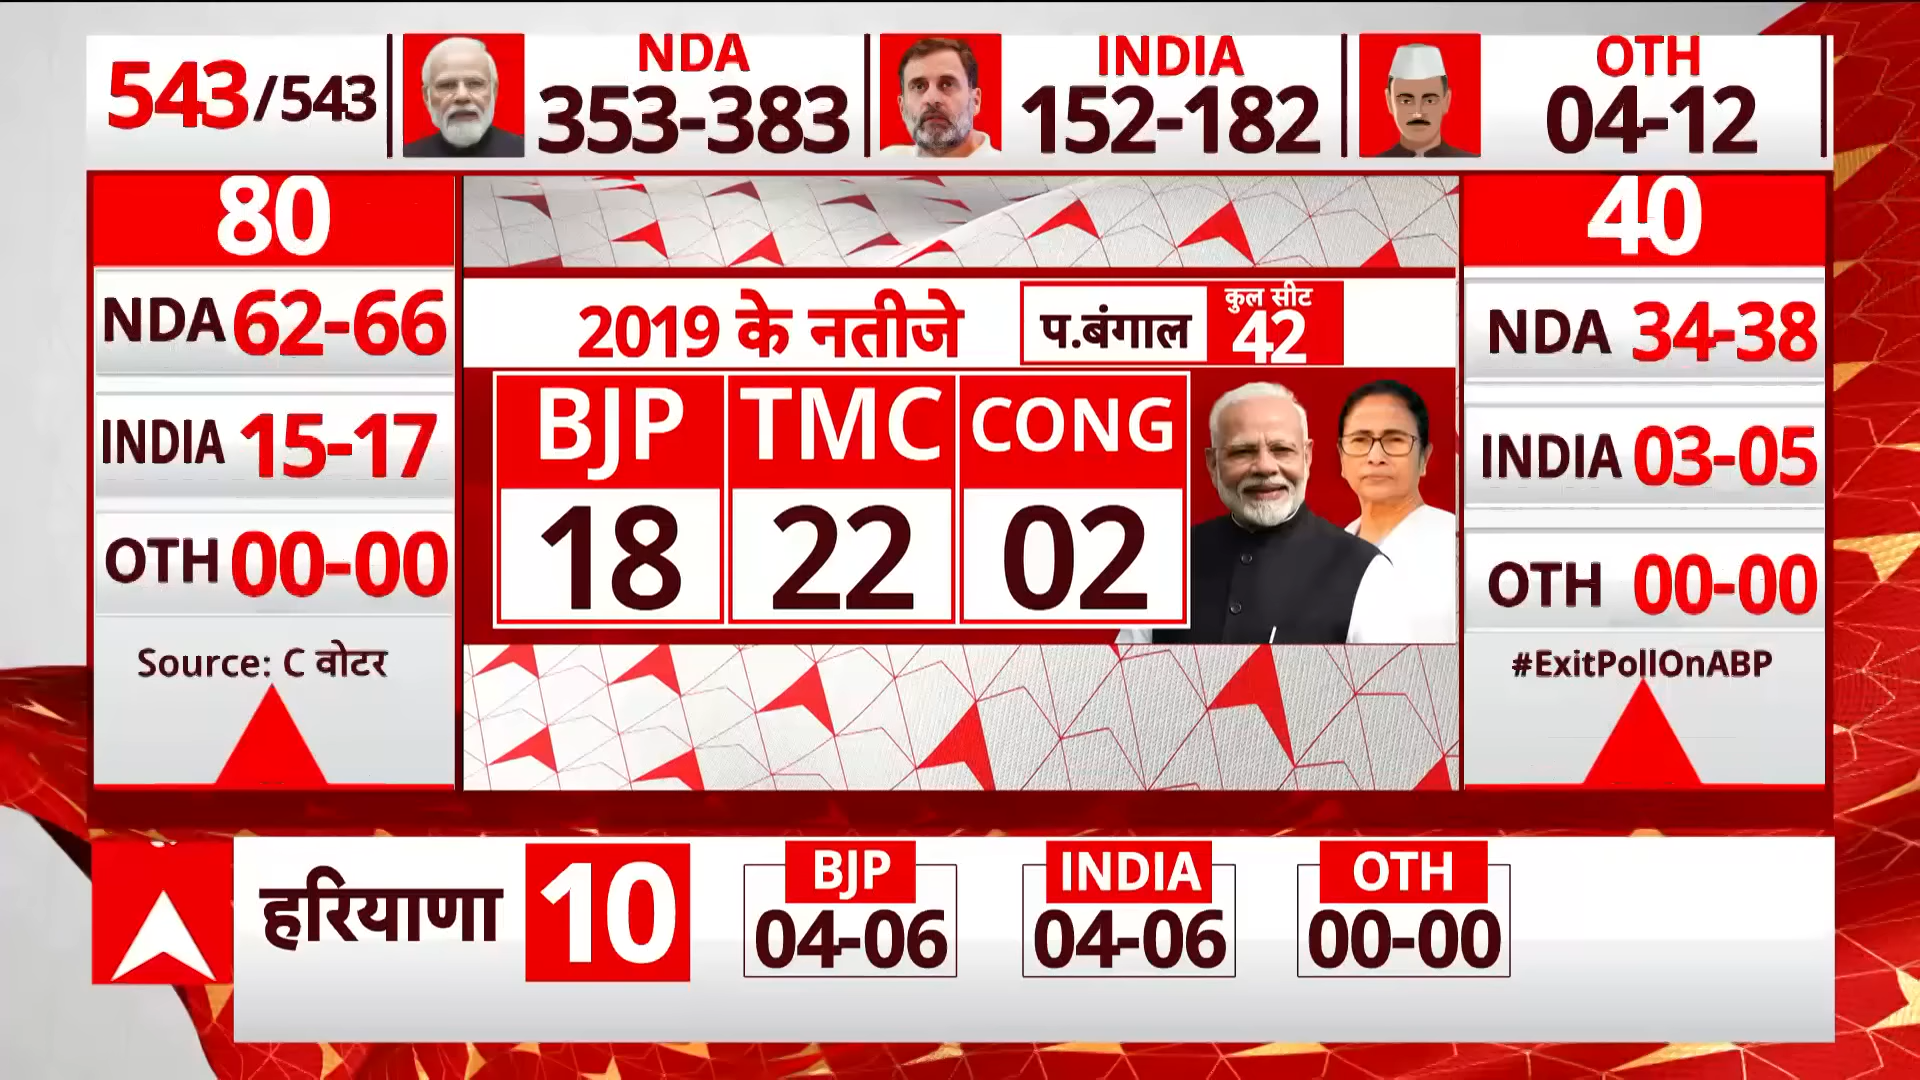 543/543
NDA
353-383
INDIA
152-182
OTH
04-12
80
NDA 62-66
INDIA 15-17
OTH 00-00
Source: C वोटर
2019 के नतीजे
प.बंगाल
कुल सीट
42
BJP TMC CONG
18 22 02
40
NDA 34-38
INDIA 03-05
OTH 00-00
#ExitPollOnABP
हरियाणा 10
BJP
04-06
INDIA
04-06
OTH
00-00